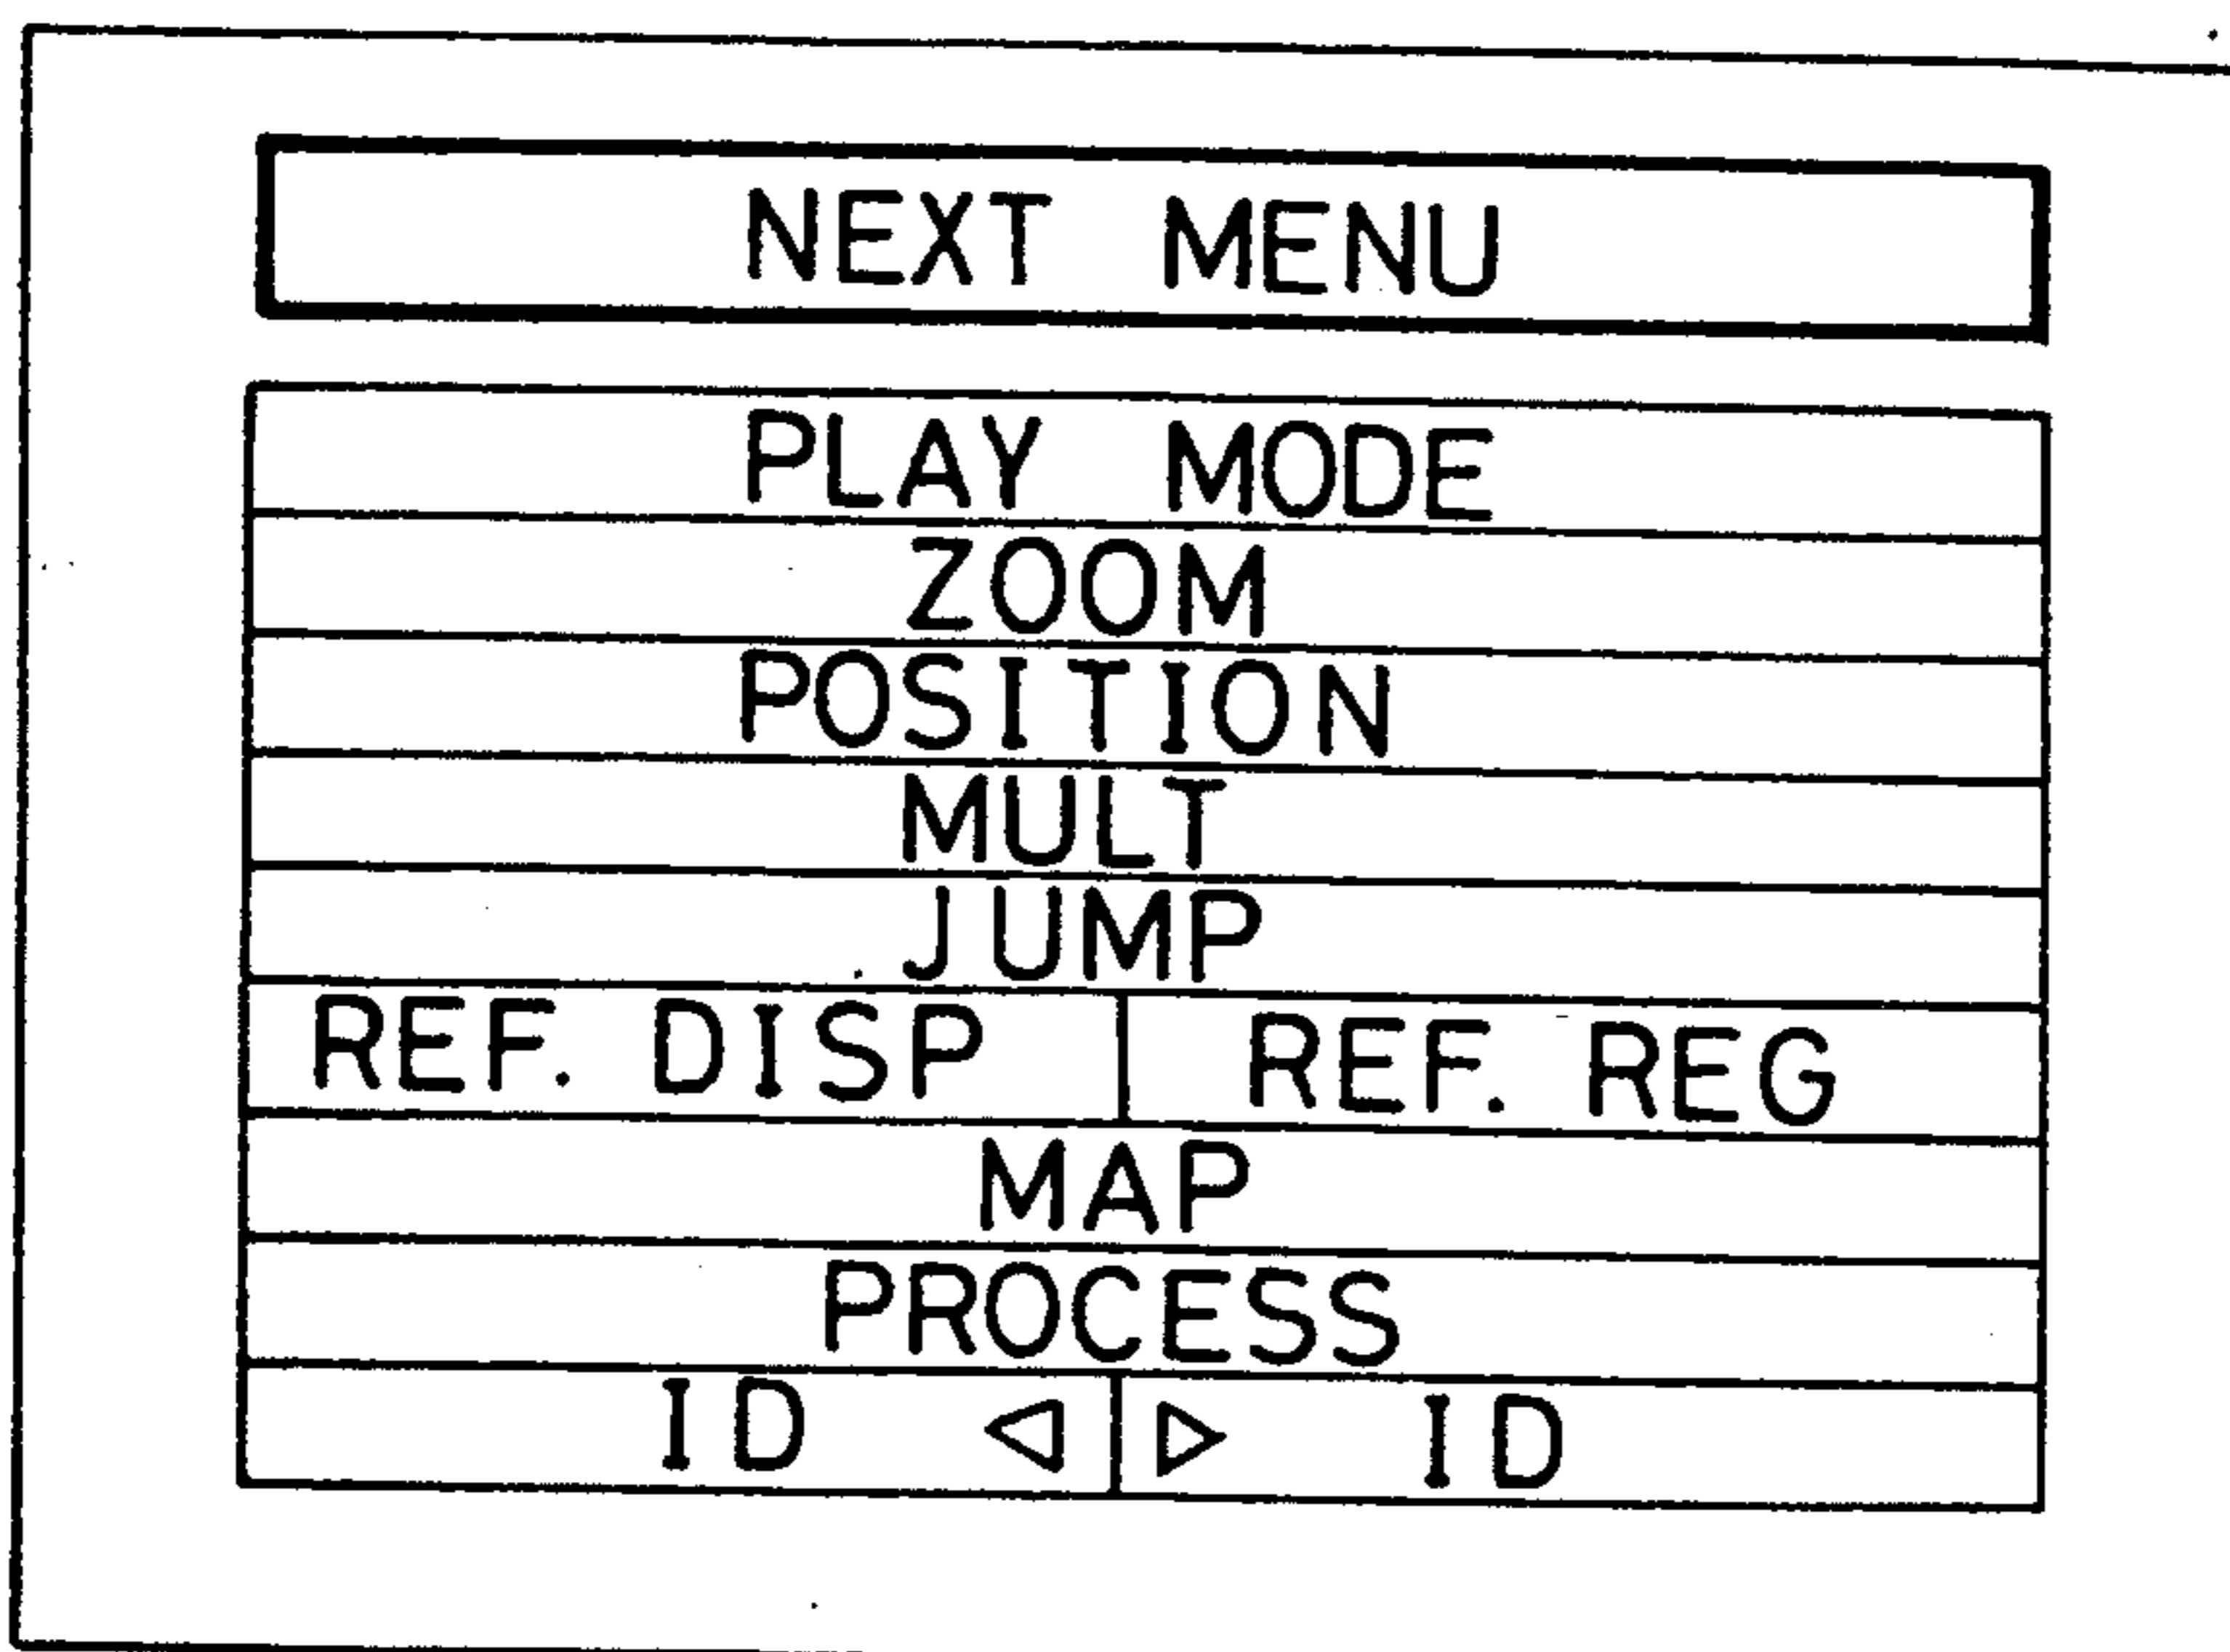 NEXT MENU
PLAY MODE
ZOOM
POSITION
MULT
JUMP
REF. DISP REF. REG
MAP
PROCESS
ID ◁ ▷ ID